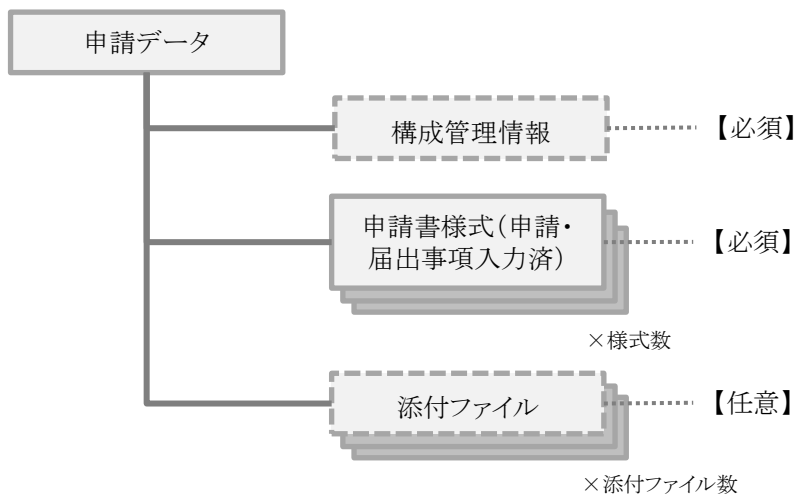 申請データ
構成管理情報
【必須】
申請書様式（申請・
届出事項入力済）
【必須】
×様式数
添付ファイル
【任意】
×添付ファイル数